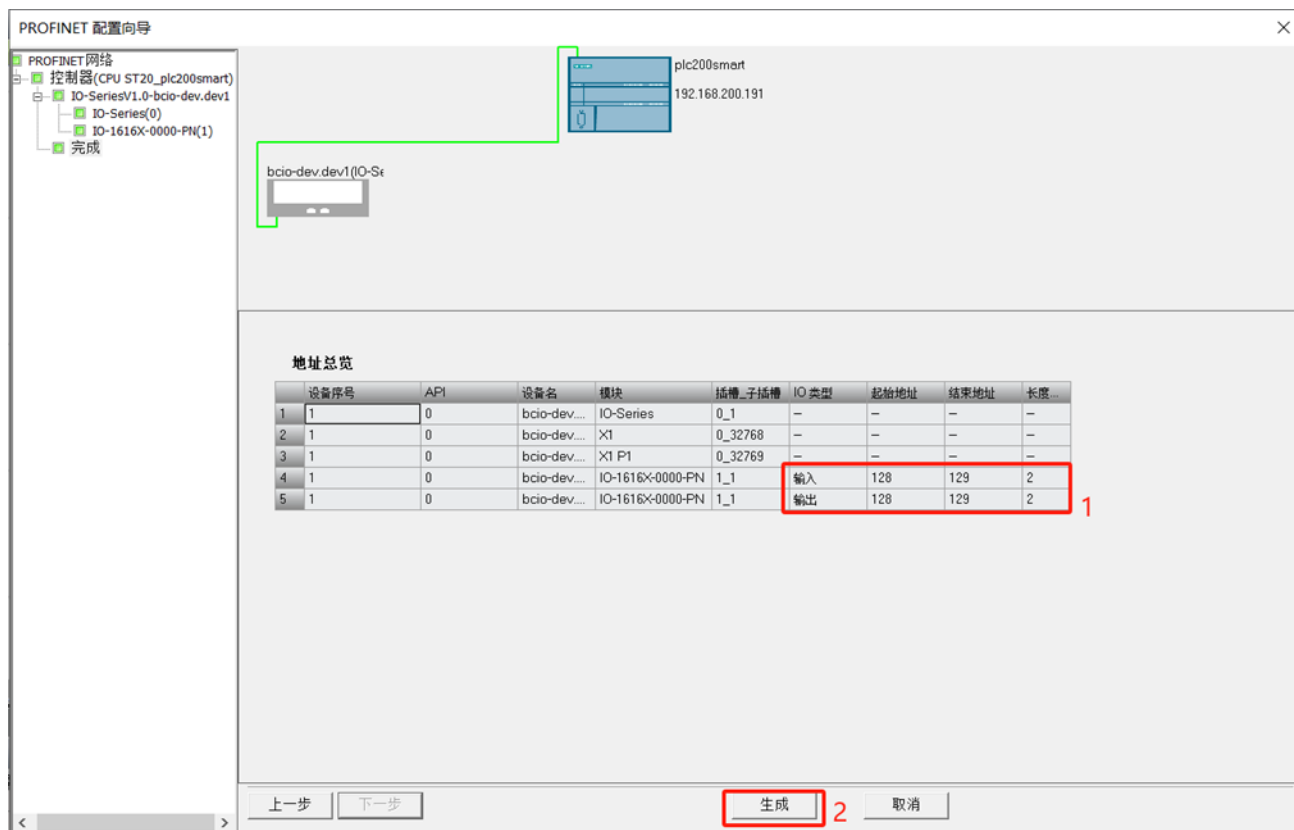 PROFINET 配置向导
PROFINET网络
控制器(CPU ST20_plc200smart)
IO-SeriesV1.0-bcio-dev.dev1
IO-Series(0)
IO-1616X-0000-PN(1)
完成
plc200smart
192.168.200.191
bcio-dev.dev1(IO-Se
地址总览
设备序号 API 设备名 模块 插槽_子插槽 IO 类型 起始地址 结束地址 长度...
1 1 0 bcio-dev.... IO-Series 0_1 – – – –
2 1 0 bcio-dev.... X1 0_32768 – – – –
3 1 0 bcio-dev.... X1 P1 0_32769 – – – –
4 1 0 bcio-dev.... IO-1616X-0000-PN 1_1 输入 128 129 2
5 1 0 bcio-dev.... IO-1616X-0000-PN 1_1 输出 128 129 2
1
上一步 下一步 生成 2 取消